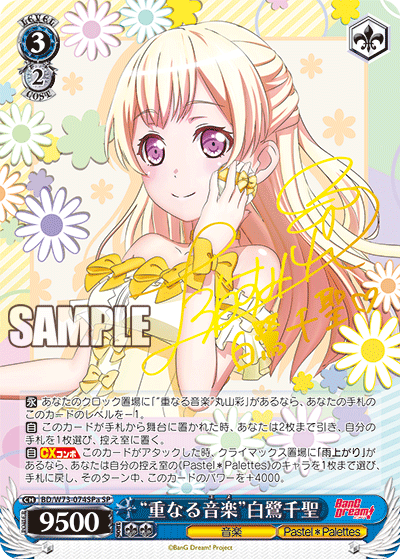 LEVEL
3
2
COST
SAMPLE
白鷺千聖
永 あなたのクロック置場に「“重なる音楽”丸山彩」があるなら、あなたの手札のこのカードのレベルを－1。
自 このカードが手札から舞台に置かれた時、あなたは2枚まで引き、自分の手札を1枚選び、控え室に置く。
自 CXコンボ このカードがアタックした時、クライマックス置場に「雨上がり」があるなら、あなたは自分の控え室の《Pastel＊Palettes》のキャラを1枚まで選び、手札に戻し、そのターン中、このカードのパワーを＋4000。
CH BD/W73-074SPa SP
9500
“重なる音楽”白鷺千聖
BanG Dream!
音楽
Pastel＊Palettes
©BanG Dream! Project